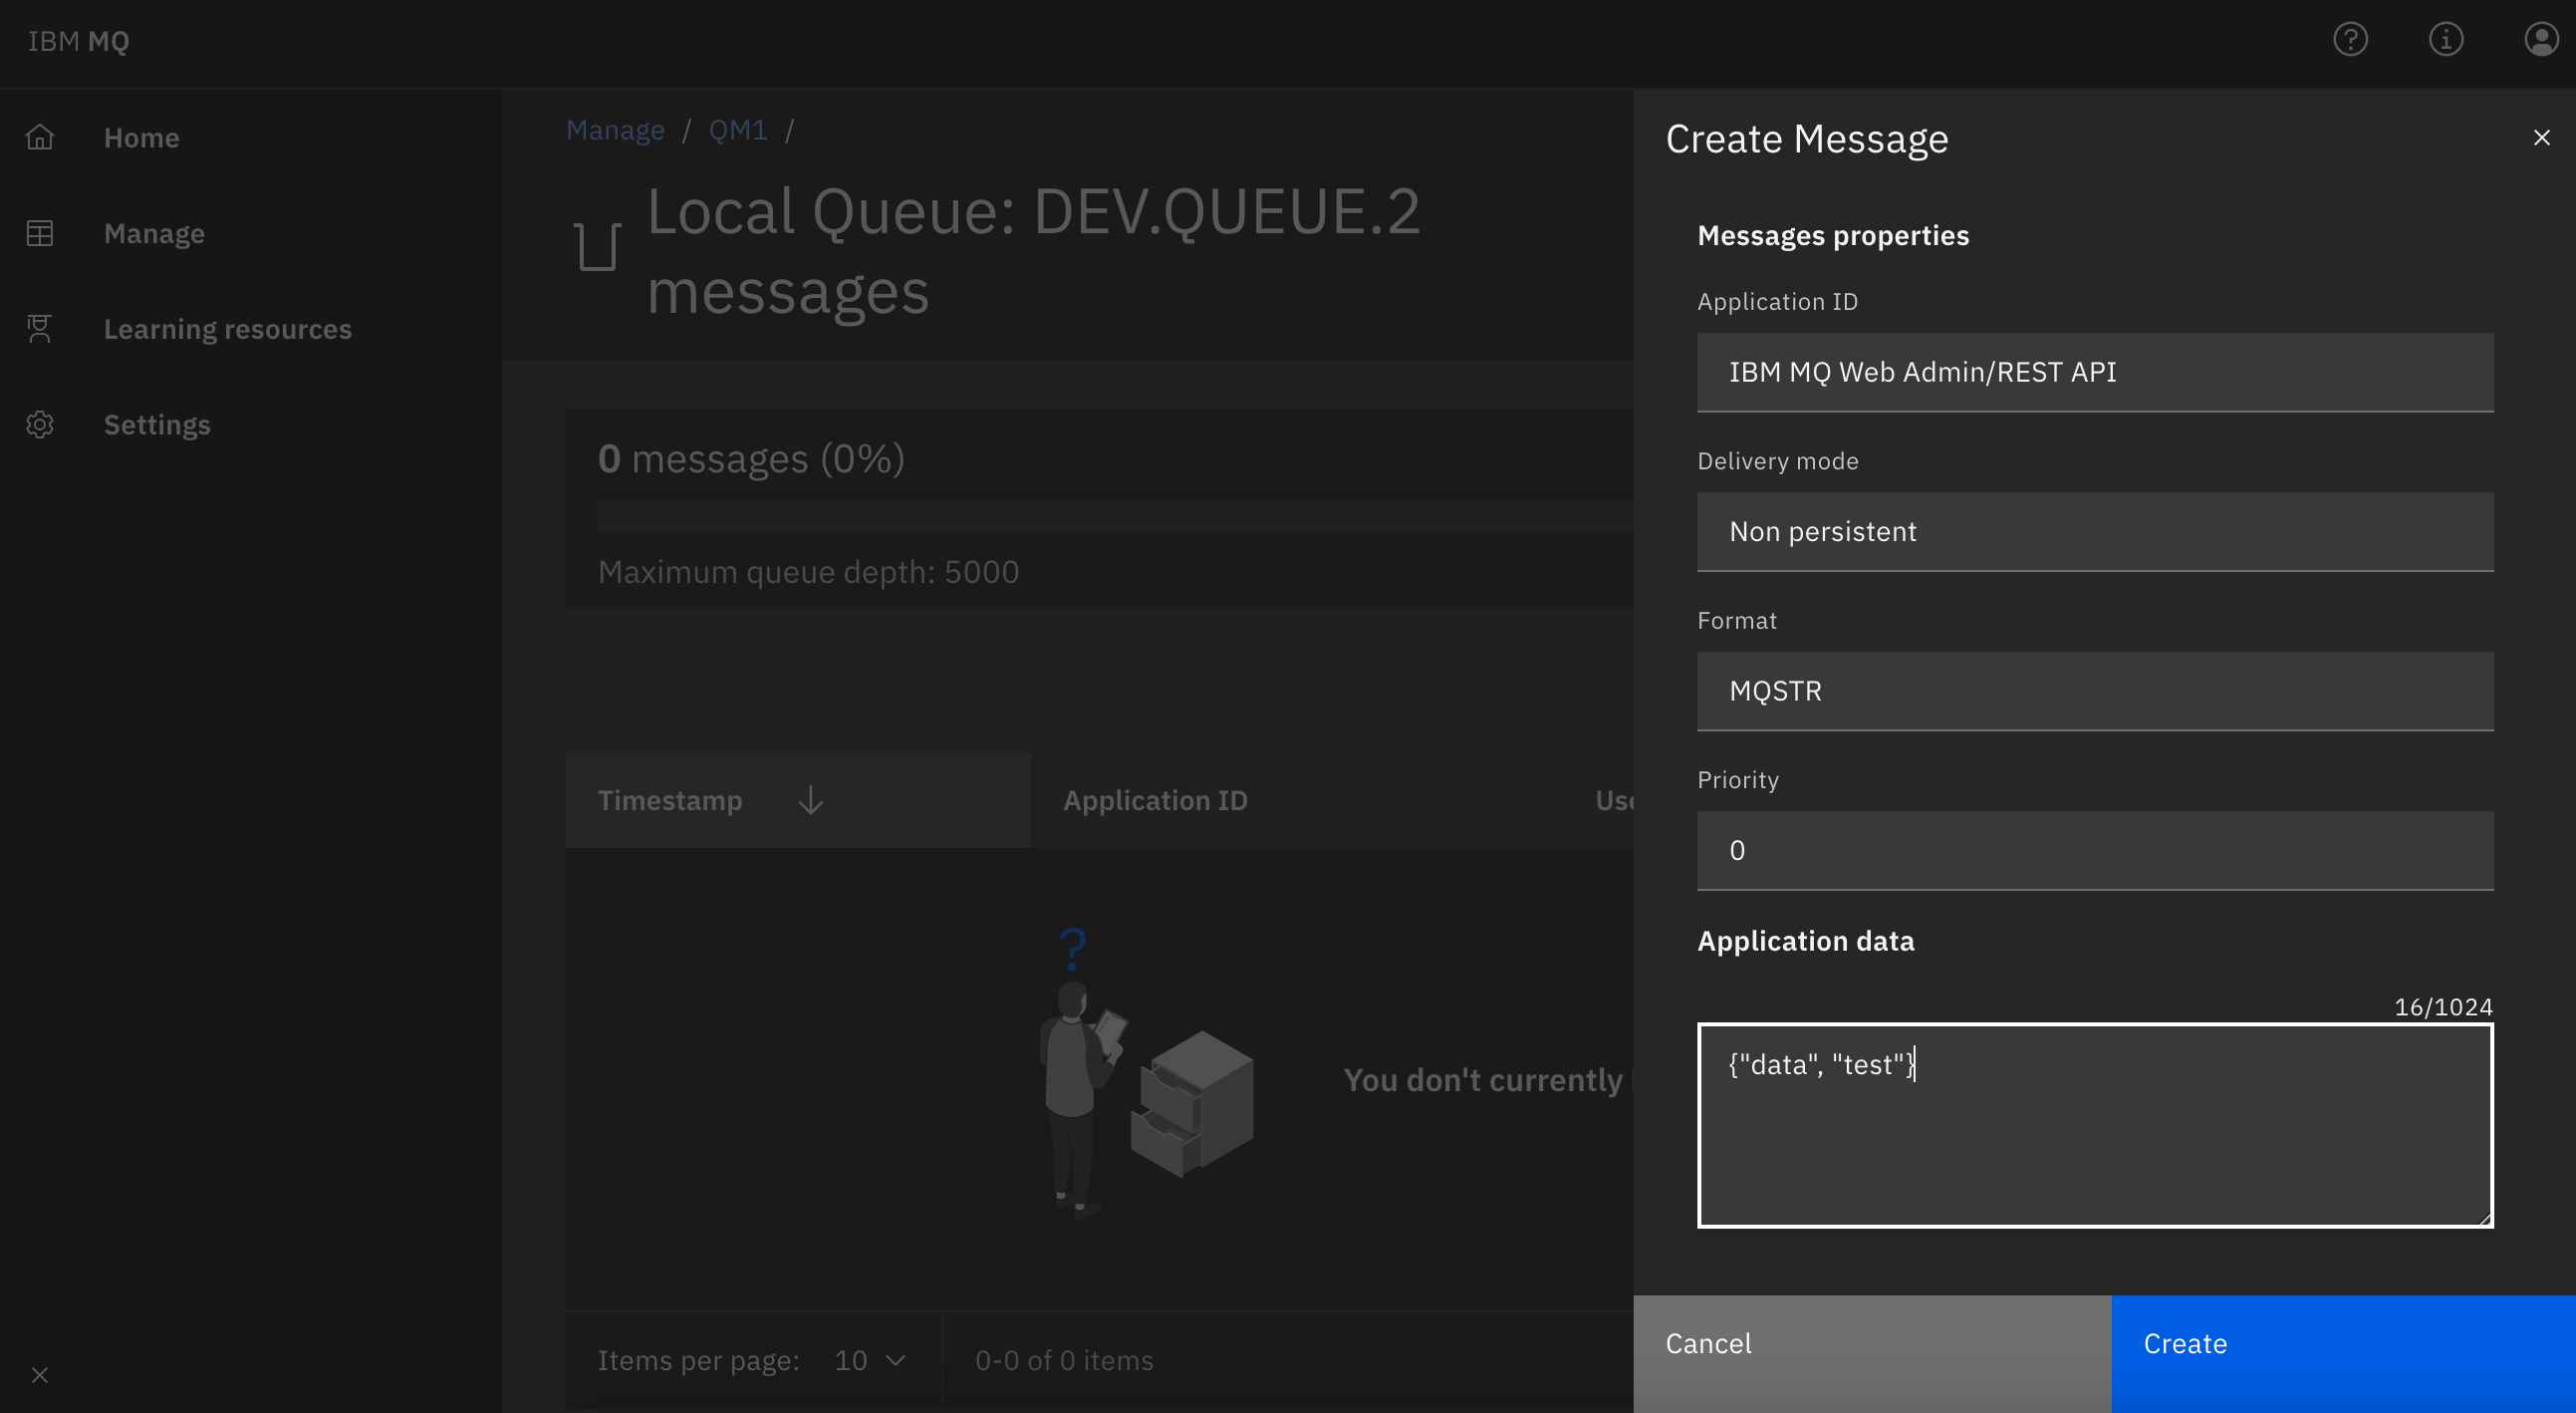 IBM MQ
Home
Manage
Learning resources
Settings
Manage / QM1 /
Local Queue: DEV.QUEUE.2
messages
0 messages (0%)
Maximum queue depth: 5000
Timestamp
Application ID
You don't currently
Items per page: 10
0-0 of 0 items
Create Message
Messages properties
Application ID
IBM MQ Web Admin/REST API
Delivery mode
Non persistent
Format
MQSTR
Priority
0
Application data
16/1024
{"data", "test"}
Cancel
Create